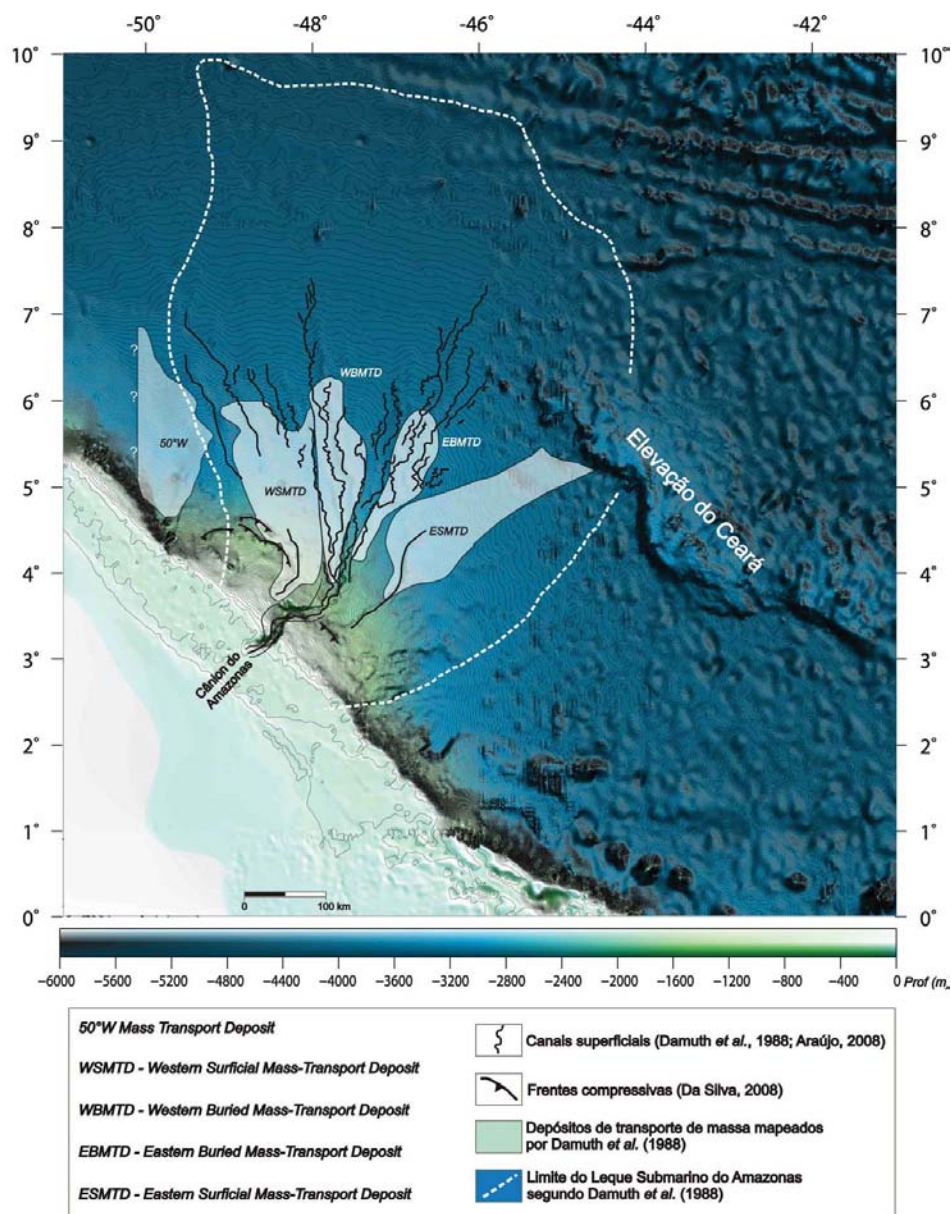 -50° -48° -46° -44° -42°
10° 10°
9° 9°
8° 8°
7° 7°
?
WBMTD
6° ? 6°
50°W
EBMTD
Elevação do Ceará
?
WSMTD
5° 5°
ESMTD
4° 4°
3° 3°
Cânion do
Amazonas
2° 2°
1° 1°
0 100 km
0° 0°
-6000 -5600 -5200 -4800 -4400 -4000 -3600 -3200 -2800 -2400 -2000 -1600 -1200 -800 -400 0 Prof (m
50°W Mass Transport Deposit
WSMTD - Western Surficial Mass-Transport Deposit
WBMTD - Western Buried Mass-Transport Deposit
EBMTD - Eastern Buried Mass-Transport Deposit
ESMTD - Eastern Surficial Mass-Transport Deposit
Canais superficiais (Damuth et al., 1988; Araújo, 2008)
Frentes compressivas (Da Silva, 2008)
Depósitos de transporte de massa mapeados
por Damuth et al. (1988)
Limite do Leque Submarino do Amazonas
segundo Damuth et al. (1988)